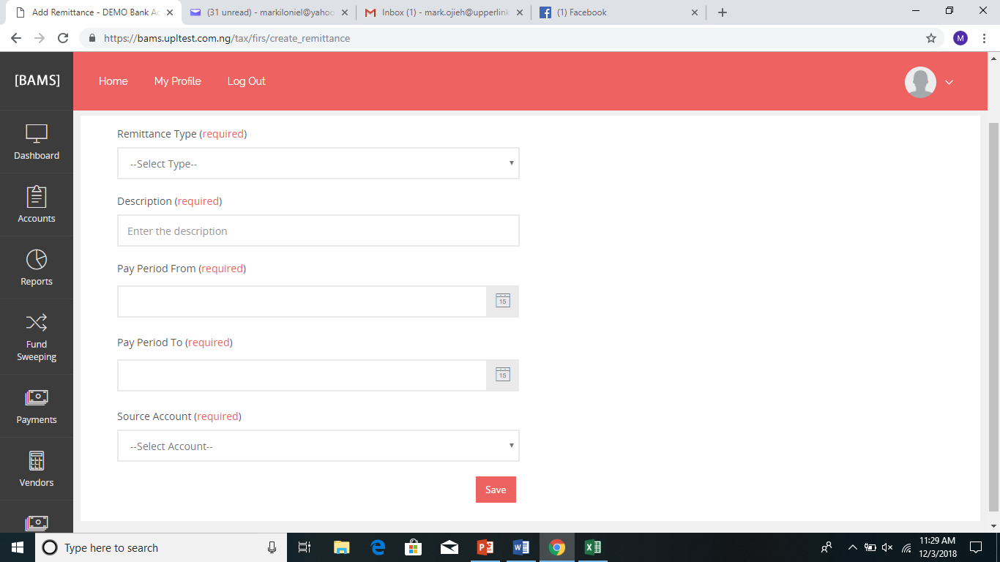 Add Remittance - DEMO Bank Ac
(31 unread) - markiloniel@yahoo
Inbox (1) - mark.ojieh@upperlink
(1) Facebook
https://bams.upltest.com.ng/tax/firs/create_remittance
M
[BAMS]
Home
My Profile
Log Out
Dashboard
Accounts
Reports
Fund
Sweeping
Payments
Vendors
Remittance Type (required)
--Select Type--
Description (required)
Enter the description
Pay Period From (required)
15
Pay Period To (required)
15
Source Account (required)
--Select Account--
Save
Type here to search
11:29 AM
12/3/2018